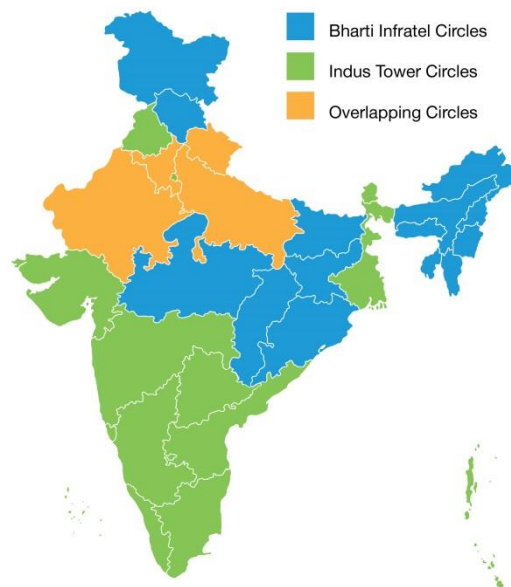 Bharti Infratel Circles
Indus Tower Circles
Overlapping Circles